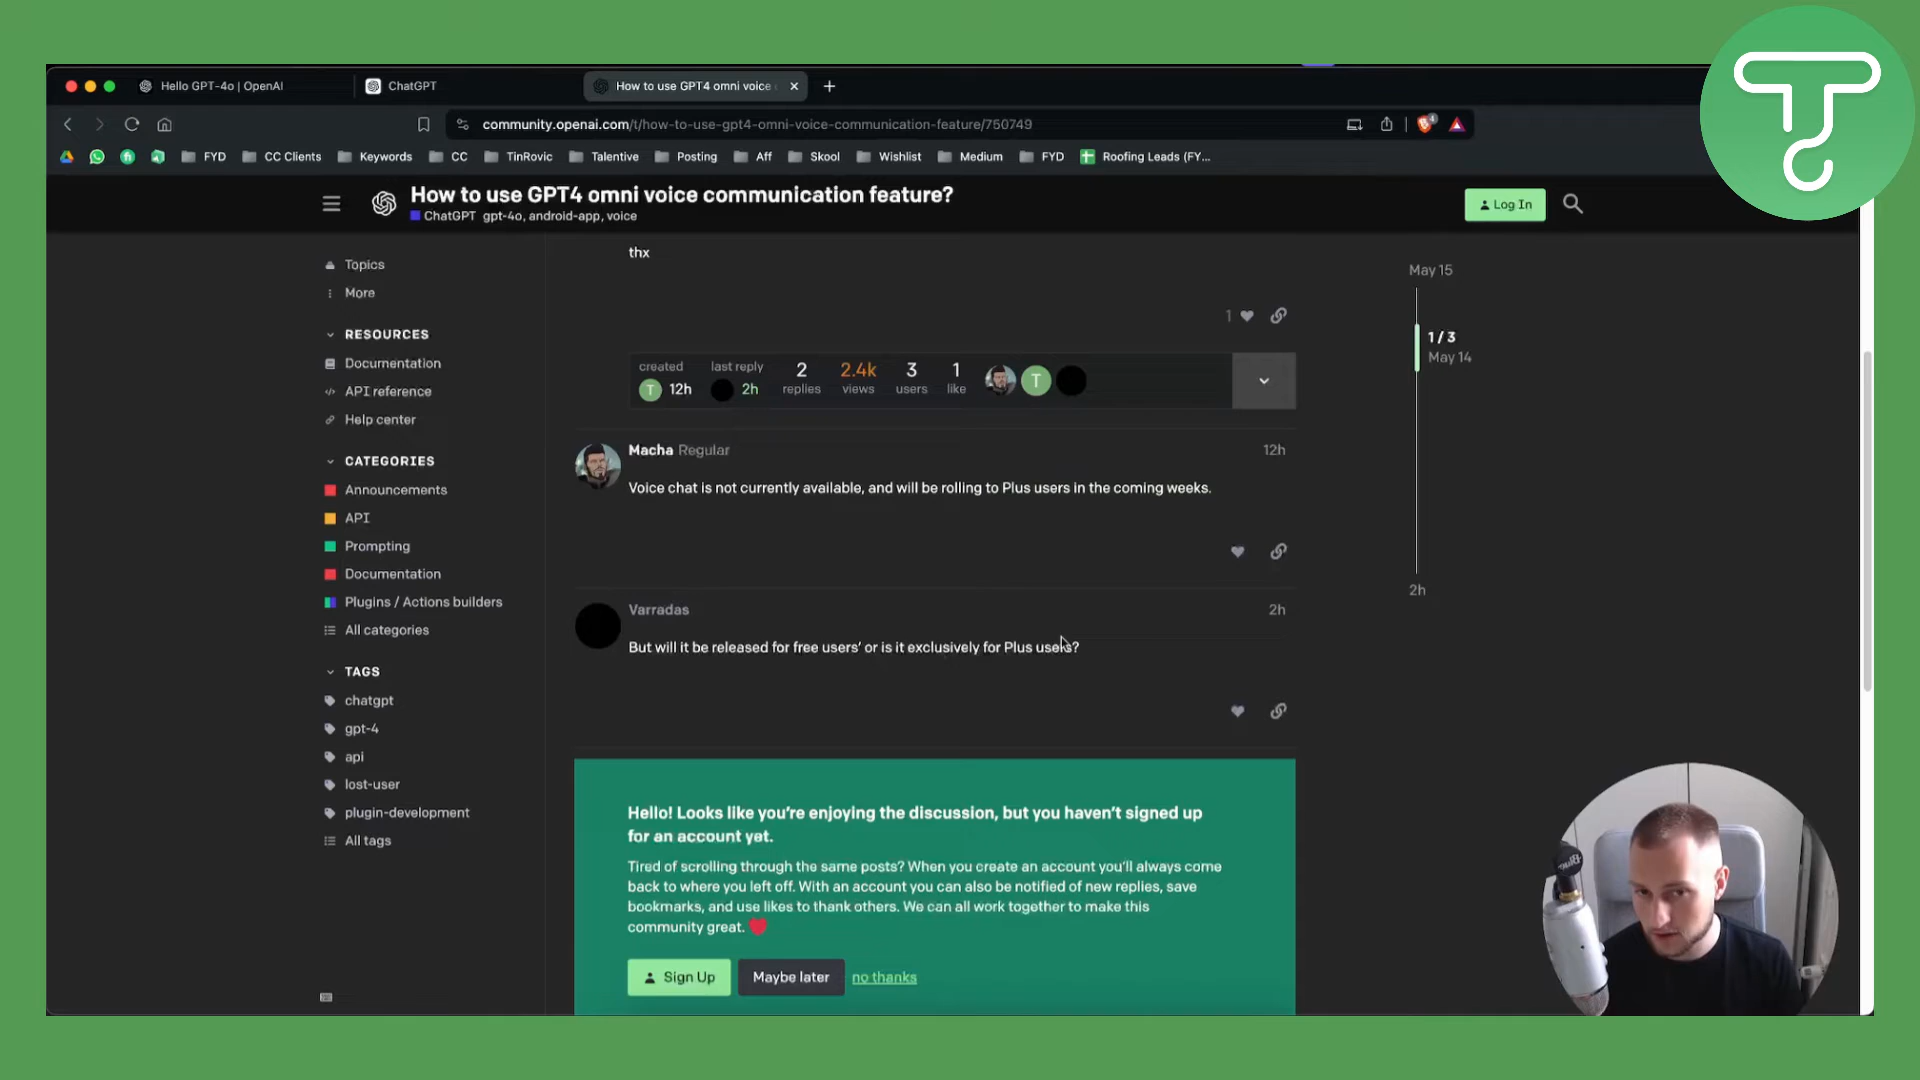 Hello GPT-4o | OpenAI
ChatGPT
How to use GPT4 omni voice
community.openai.com/t/how-to-use-gpt4-omni-voice-communication-feature/750749
4
FYD
CC Clients
Keywords
CC
TinRovic
Talentive
Posting
Aff
Skool
Wishlist
Medium
FYD
Roofing Leads (FY...
How to use GPT4 omni voice communication feature?
ChatGPT gpt-4o, android-app, voice
Log In
Topics
More
RESOURCES
Documentation
API reference
Help center
CATEGORIES
Announcements
API
Prompting
Documentation
Plugins / Actions builders
All categories
TAGS
chatgpt
gpt-4
api
lost-user
plugin-development
All tags
thx
1
created
T 12h
last reply
2h
2
replies
2.4k
views
3
users
1
like
T
Macha Regular
12h
Voice chat is not currently available, and will be rolling to Plus users in the coming weeks.
Varradas
2h
But will it be released for free users' or is it exclusively for Plus users?
Hello! Looks like you're enjoying the discussion, but you haven't signed up
for an account yet.
Tired of scrolling through the same posts? When you create an account you'll always come
back to where you left off. With an account you can also be notified of new replies, save
bookmarks, and use likes to thank others. We can all work together to make this
community great.
Sign Up
Maybe later
no thanks
May 15
1 / 3
May 14
2h